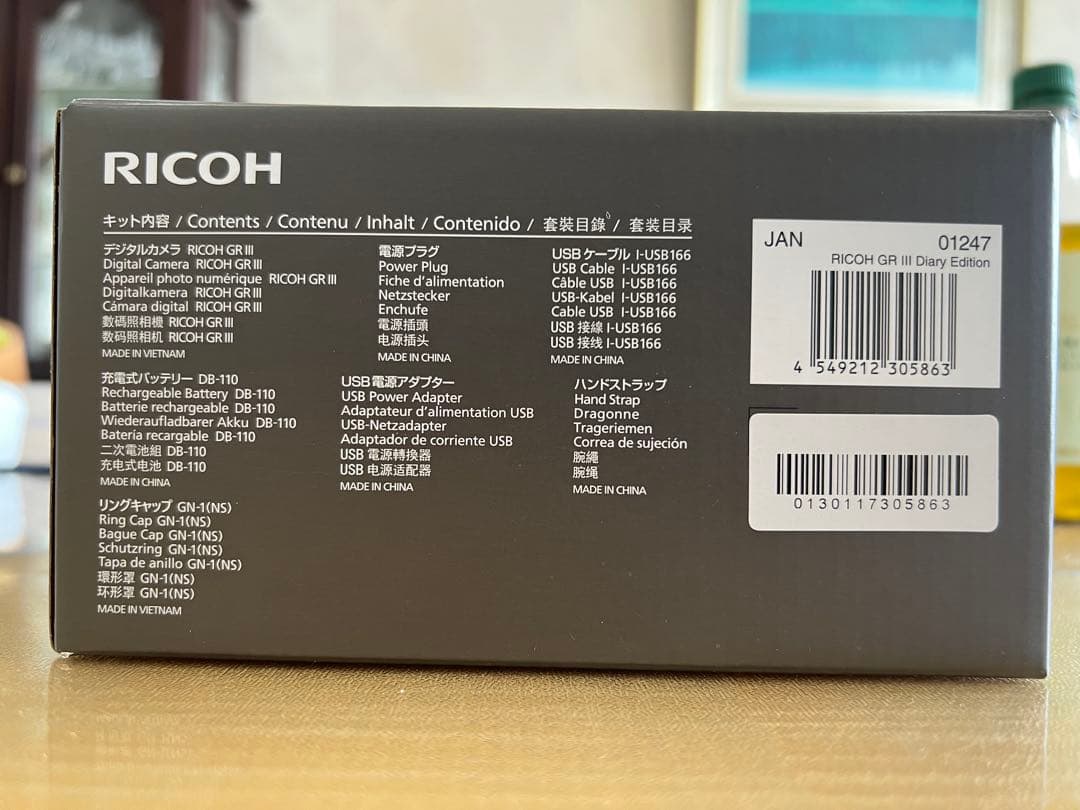 RICOH
キット内容 / Contents / Contenu / Inhalt / Contenido / 套裝目錄 / 套装目录
デジタルカメラ RICOH GR III
Digital Camera RICOH GR III
Appareil photo numérique RICOH GR III
Digitalkamera RICOH GR III
Cámara digital RICOH GR III
數碼照相機 RICOH GR III
数码照相机 RICOH GR III
MADE IN VIETNAM
電源プラグ
Power Plug
Fiche d'alimentation
Netzstecker
Enchufe
電源插頭
电源插头
MADE IN CHINA
USBケーブル I-USB166
USB Cable I-USB166
Câble USB I-USB166
USB-Kabel I-USB166
Cable USB I-USB166
USB 接線 I-USB166
USB 接线 I-USB166
MADE IN CHINA
充電式バッテリー DB-110
Rechargeable Battery DB-110
Batterie rechargeable DB-110
Wiederaufladbarer Akku DB-110
Batería recargable DB-110
二次電池組 DB-110
充电式电池 DB-110
MADE IN CHINA
USB電源アダプター
USB Power Adapter
Adaptateur d'alimentation USB
USB-Netzadapter
Adaptador de corriente USB
USB 電源轉換器
USB 电源适配器
MADE IN CHINA
ハンドストラップ
Hand Strap
Dragonne
Trageriemen
Correa de sujeción
腕繩
腕绳
MADE IN CHINA
リングキャップ GN-1(NS)
Ring Cap GN-1(NS)
Bague Cap GN-1(NS)
Schutzring GN-1(NS)
Tapa de anillo GN-1(NS)
環形罩 GN-1(NS)
环形罩 GN-1(NS)
MADE IN VIETNAM
JAN 01247
RICOH GR III Diary Edition
4 549212 305863
0130117305863